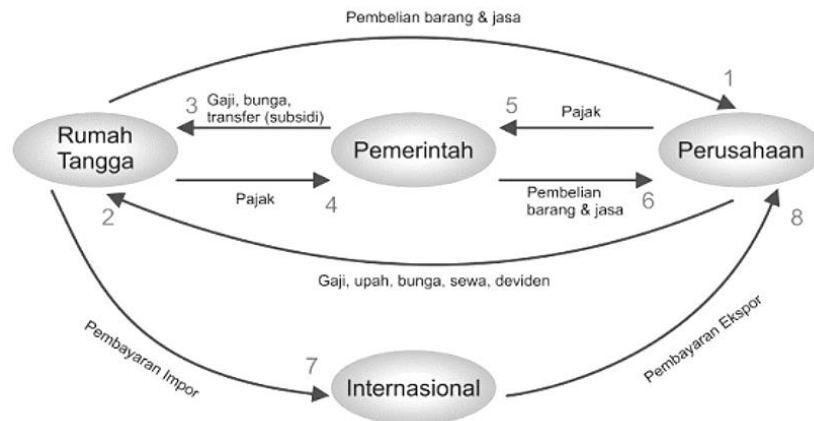 Pembelian barang & jasa
1
3
Gaji, bunga,
transfer (subsidi)
5
Pajak
Rumah
Tangga
Pemerintah
Perusahaan
Pajak
4
Pembelian
barang & jasa
6
2
8
Gaji, upah, bunga, sewa, deviden
Pembayaran Impor
7
Internasional
Pembayaran Ekspor